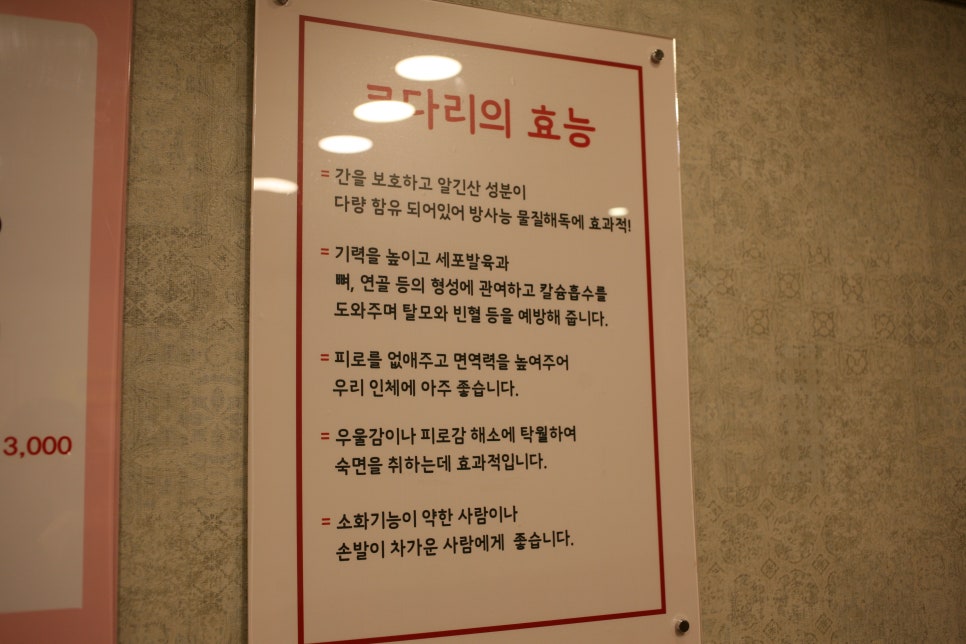 코다리의 효능
= 간을 보호하고 알긴산 성분이
다량 함유 되어있어 방사능 물질해독에 효과적!
= 기력을 높이고 세포발육과
뼈, 연골 등의 형성에 관여하고 칼슘흡수를
도와주며 탈모와 빈혈 등을 예방해 줍니다.
= 피로를 없애주고 면역력을 높여주어
우리 인체에 아주 좋습니다.
= 우울감이나 피로감 해소에 탁월하여
숙면을 취하는데 효과적입니다.
= 소화기능이 약한 사람이나
손발이 차가운 사람에게 좋습니다.
3,000